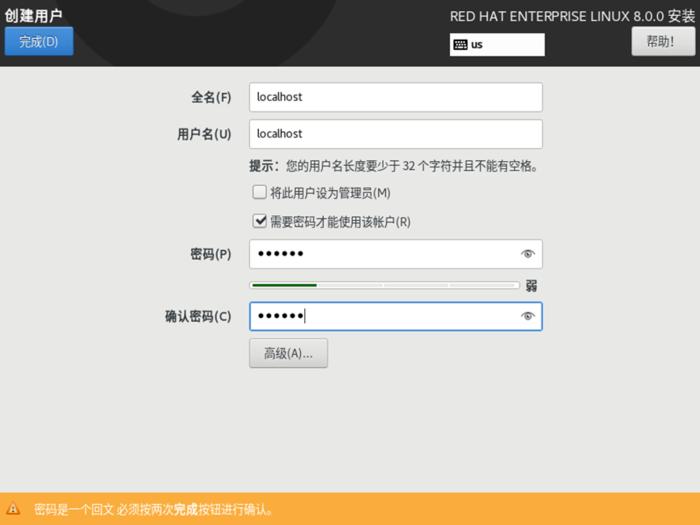 创建用户
RED HAT ENTERPRISE LINUX 8.0.0 安装
完成(D)
us
帮助!
全名(F)
localhost
用户名(U)
localhost
提示：您的用户名长度要少于 32 个字符并且不能有空格。
将此用户设为管理员(M)
需要密码才能使用该帐户(R)
密码(P)
••••••
弱
确认密码(C)
••••••
高级(A)...
密码是一个回文 必须按两次完成按钮进行确认。